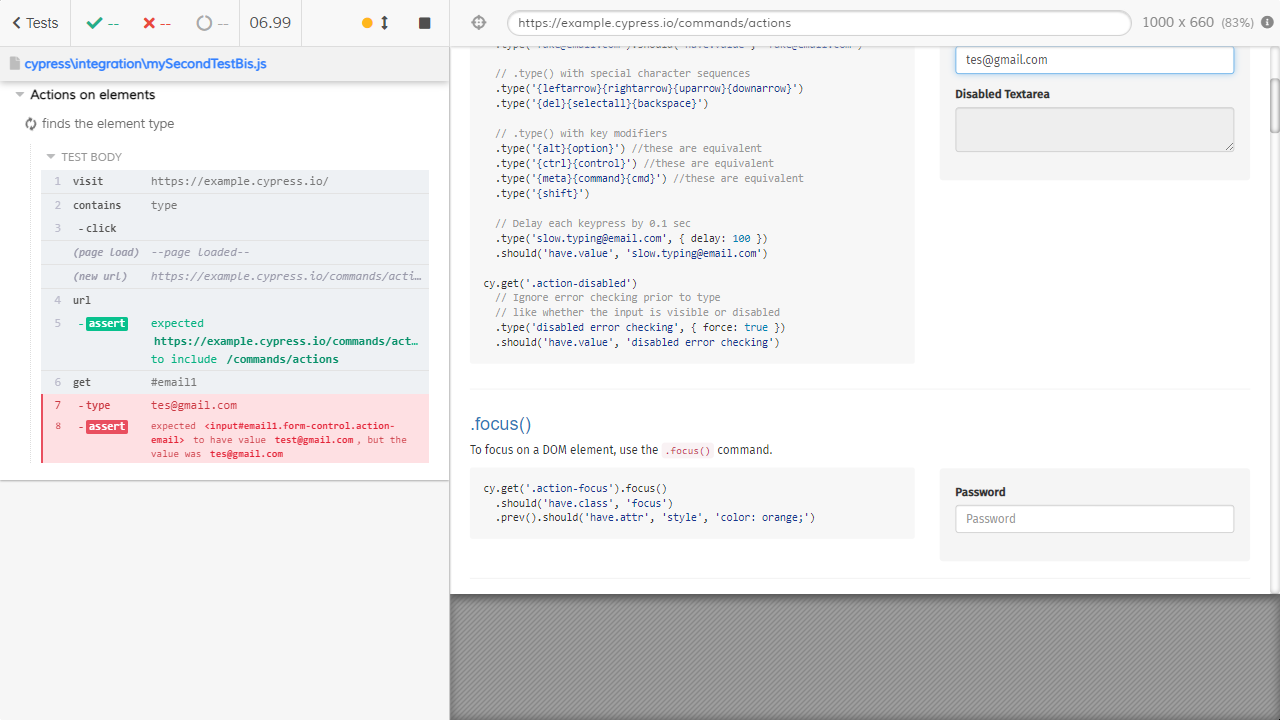 Tests
--
--
--
06.99
https://example.cypress.io/commands/actions
1000 x 660 (83%)
cypress\integration\mySecondTestBis.js
Actions on elements
finds the element type
TEST BODY
1 visit https://example.cypress.io/
2 contains type
3 - click
(page load) --page loaded--
(new url) https://example.cypress.io/commands/acti…
4 url
5 - assert expected
https://example.cypress.io/commands/act…
to include /commands/actions
6 get #email1
7 - type tes@gmail.com
8 - assert expected <input#email1.form-control.action-
email> to have value test@gmail.com, but the
value was tes@gmail.com
// .type() with special character sequences
.type('{leftarrow}{rightarrow}{uparrow}{downarrow}')
.type('{del}{selectall}{backspace}')
// .type() with key modifiers
.type('{alt}{option}') //these are equivalent
.type('{ctrl}{control}') //these are equivalent
.type('{meta}{command}{cmd}') //these are equivalent
.type('{shift}')
// Delay each keypress by 0.1 sec
.type('slow.typing@email.com', { delay: 100 })
.should('have.value', 'slow.typing@email.com')
cy.get('.action-disabled')
// Ignore error checking prior to type
// like whether the input is visible or disabled
.type('disabled error checking', { force: true })
.should('have.value', 'disabled error checking')
tes@gmail.com
Disabled Textarea
.focus()
To focus on a DOM element, use the .focus() command.
cy.get('.action-focus').focus()
.should('have.class', 'focus')
.prev().should('have.attr', 'style', 'color: orange;')
Password
Password